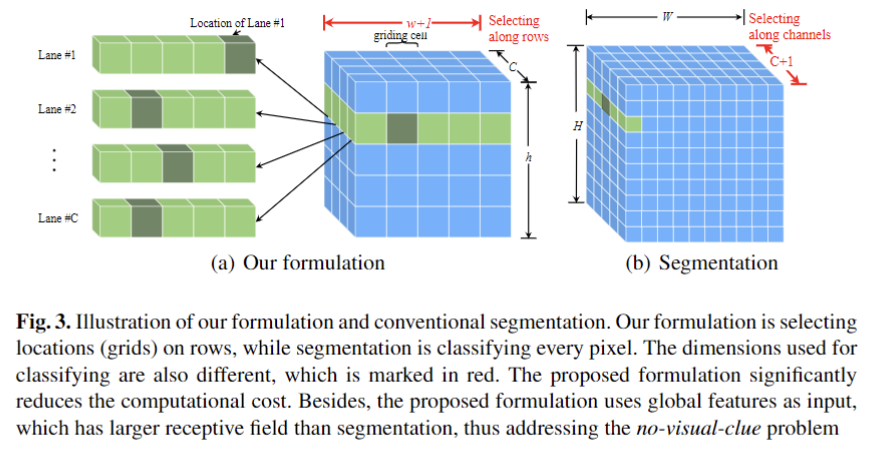 Location of Lane #1
Lane #1
Lane #2
Lane #C
w+1
griding cell
Selecting
along rows
C
h
(a) Our formulation
W
Selecting
along channels
C+1
H
(b) Segmentation
Fig. 3. Illustration of our formulation and conventional segmentation. Our formulation is selecting
locations (grids) on rows, while segmentation is classifying every pixel. The dimensions used for
classifying are also different, which is marked in red. The proposed formulation significantly
reduces the computational cost. Besides, the proposed formulation uses global features as input,
which has larger receptive field than segmentation, thus addressing the no-visual-clue problem